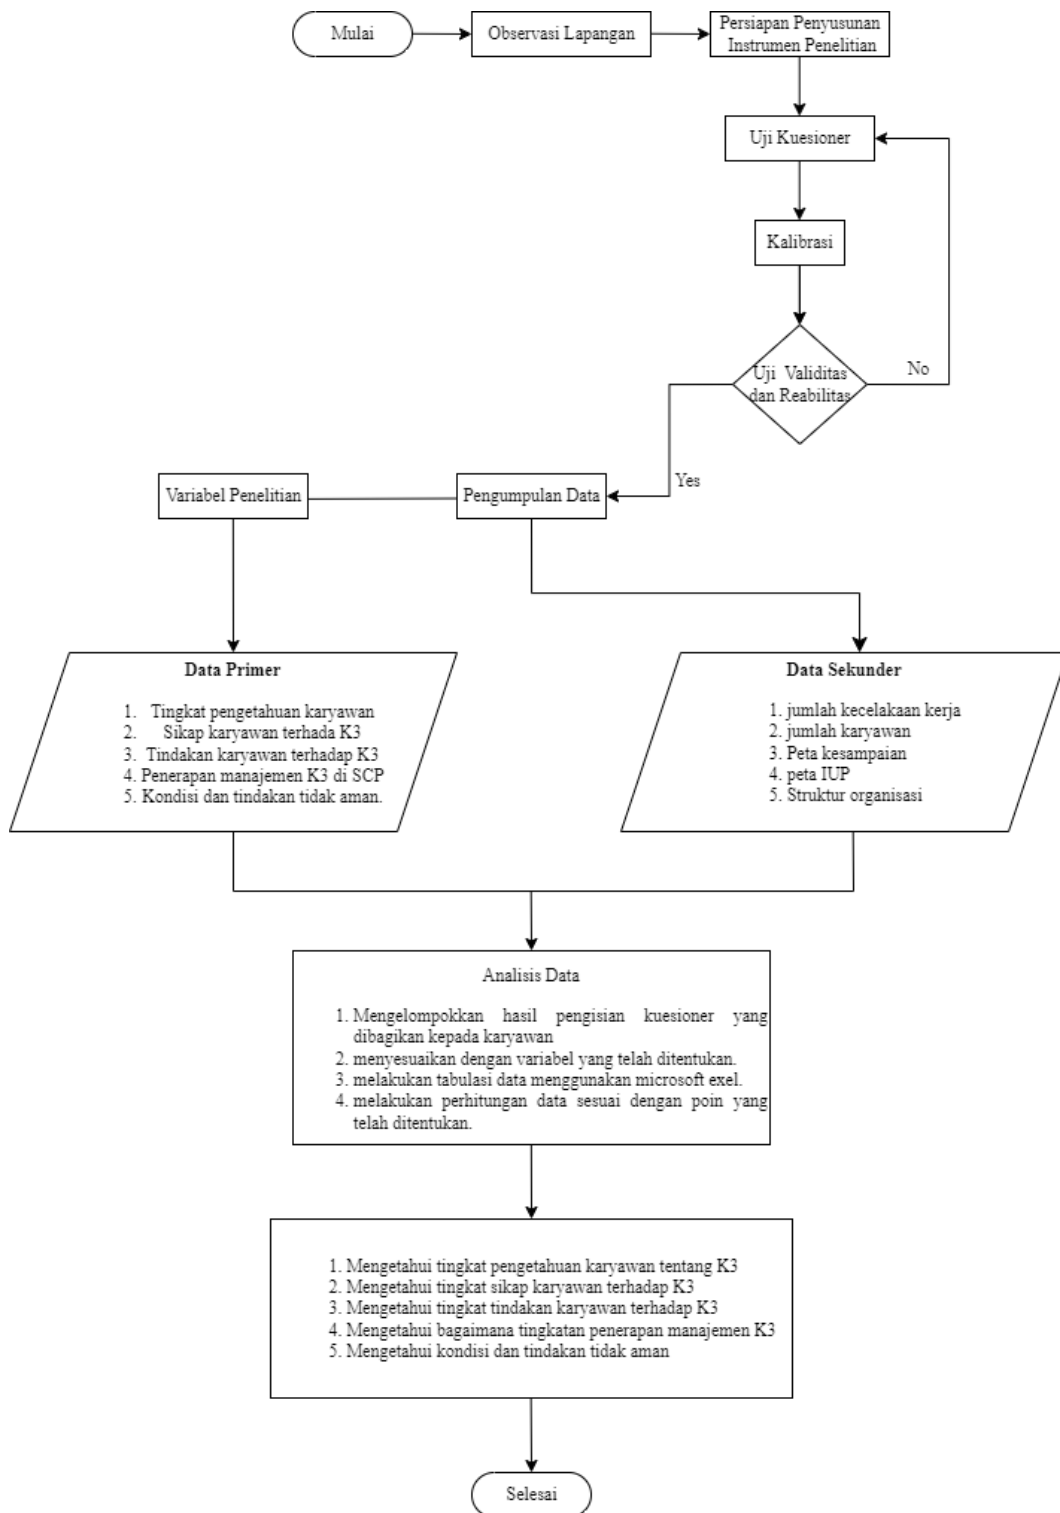 Mulai
Observasi Lapangan
Persiapan Penyusunan
Instrumen Penelitian
Uji Kuesioner
Kalibrasi
Uji Validitas
dan Reabilitas
No
Yes
Variabel Penelitian
Pengumpulan Data
Data Primer
1. Tingkat pengetahuan karyawan
2. Sikap karyawan terhada K3
3. Tindakan karyawan terhadap K3
4. Penerapan manajemen K3 di SCP
5. Kondisi dan tindakan tidak aman.
Data Sekunder
1. jumlah kecelakaan kerja
2. jumlah karyawan
3. Peta kesampaian
4. peta IUP
5. Struktur organisasi
Analisis Data
1. Mengelompokkan hasil pengisian kuesioner yang
dibagikan kepada karyawan
2. menyesuaikan dengan variabel yang telah ditentukan.
3. melakukan tabulasi data menggunakan microsoft exel.
4. melakukan perhitungan data sesuai dengan poin yang
telah ditentukan.
1. Mengetahui tingkat pengetahuan karyawan tentang K3
2. Mengetahui tingkat sikap karyawan terhadap K3
3. Mengetahui tingkat tindakan karyawan terhadap K3
4. Mengetahui bagaimana tingkatan penerapan manajemen K3
5. Mengetahui kondisi dan tindakan tidak aman
Selesai